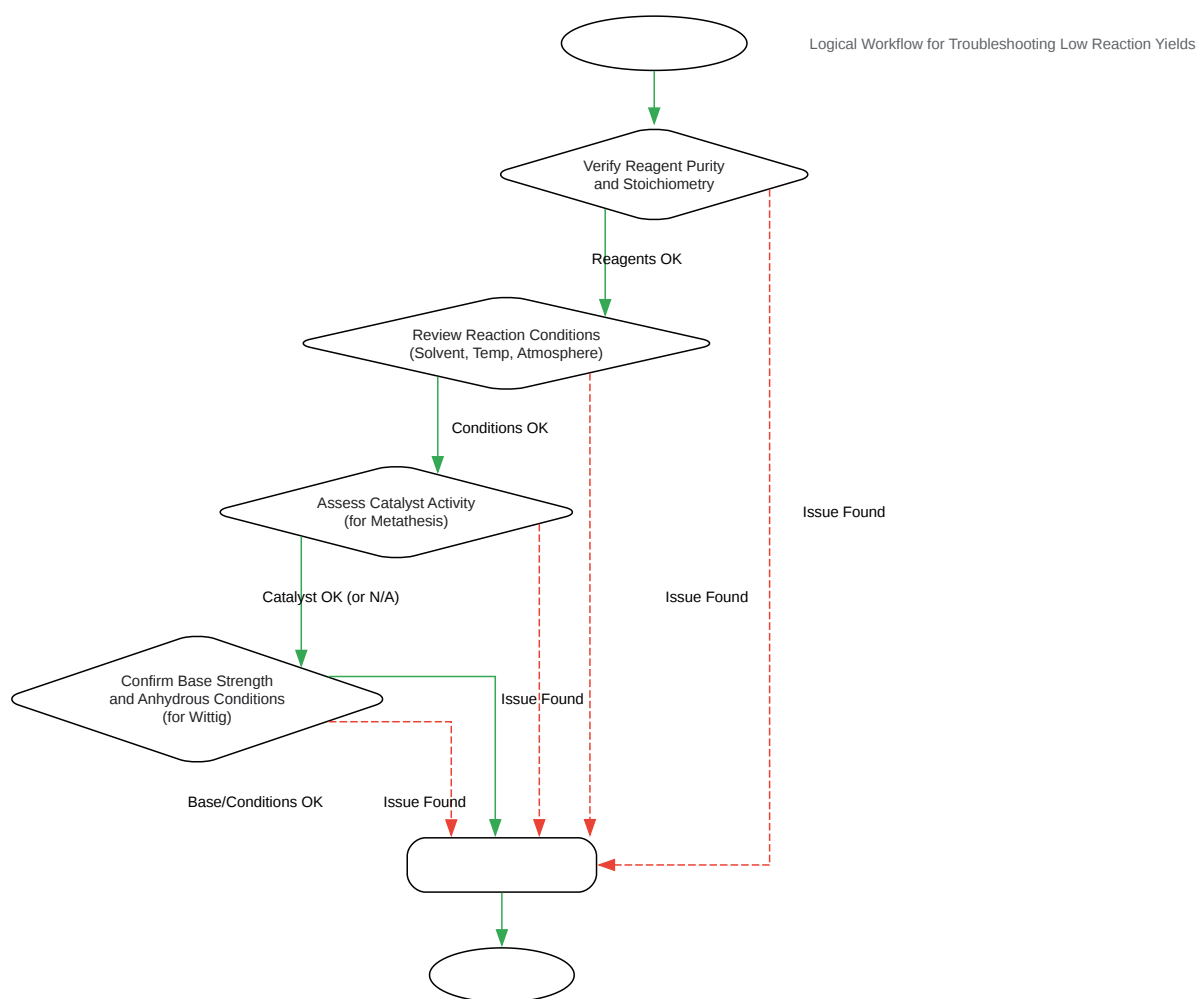 Logical Workflow for Troubleshooting Low Reaction Yields
Verify Reagent Purity
and Stoichiometry
Reagents OK
Review Reaction Conditions
(Solvent, Temp, Atmosphere)
Conditions OK
Assess Catalyst Activity
(for Metathesis)
Issue Found
Catalyst OK (or N/A)
Issue Found
Confirm Base Strength
and Anhydrous Conditions
(for Wittig)
Issue Found
Base/Conditions OK
Issue Found